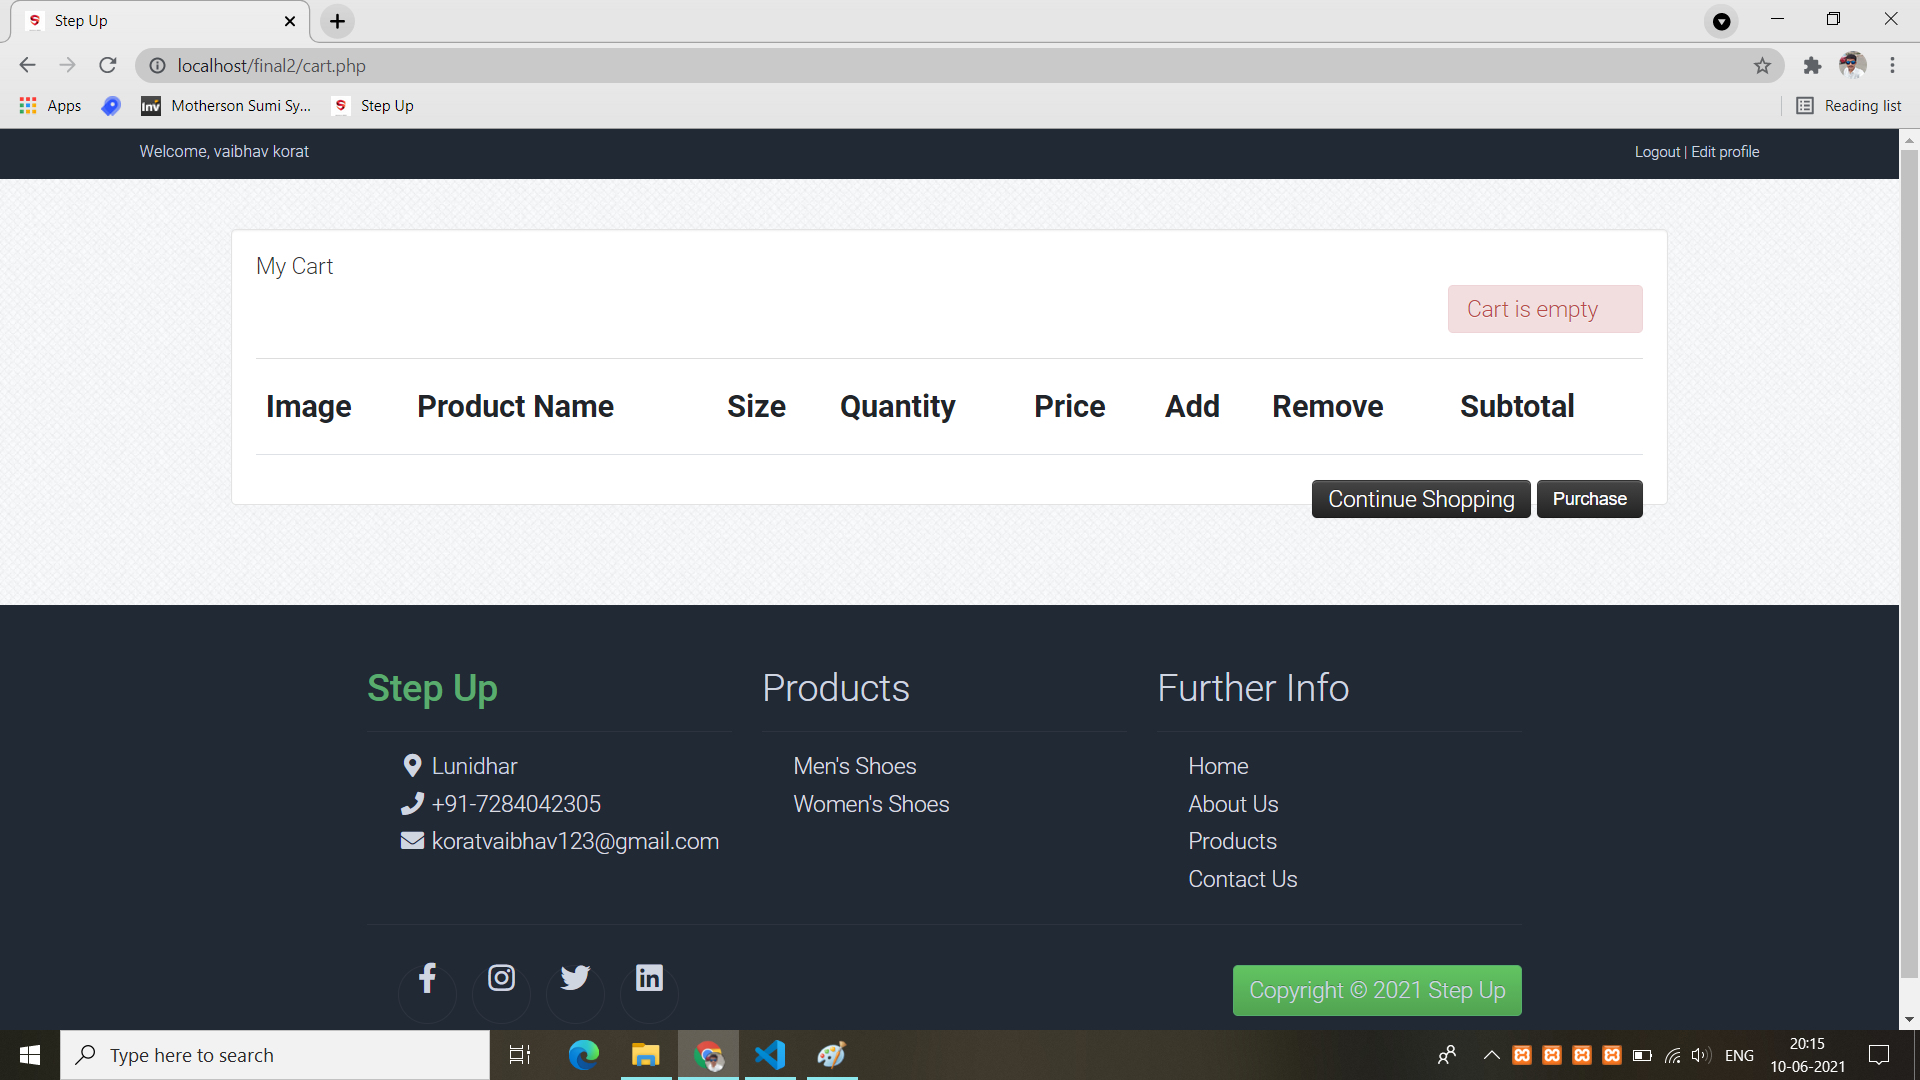 Step Up
localhost/final2/cart.php
Apps
Inv Motherson Sumi Sy...
S Step Up
Reading list
Welcome, vaibhav korat
Logout | Edit profile
My Cart
Cart is empty
Image Product Name Size Quantity Price Add Remove Subtotal
Continue Shopping Purchase
Step Up
Lunidhar
+91-7284042305
koratvaibhav123@gmail.com
Products
Men's Shoes
Women's Shoes
Further Info
Home
About Us
Products
Contact Us
Copyright © 2021 Step Up
Type here to search
ENG
20:15
10-06-2021